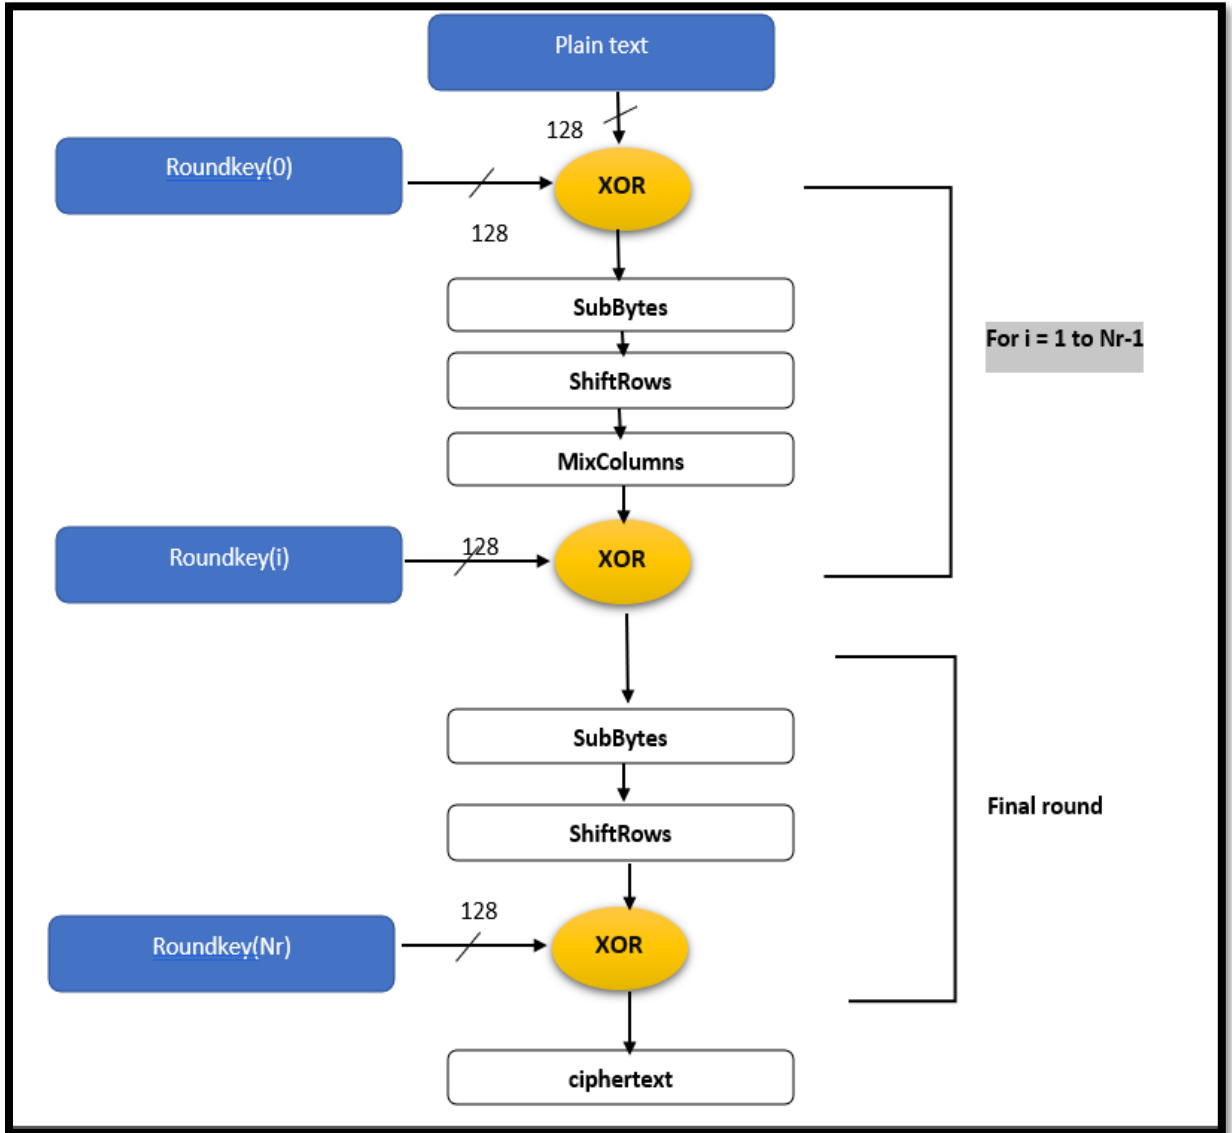 Plain text
128
Roundkey(0)
XOR
128
SubBytes
For i = 1 to Nr-1
ShiftRows
MixColumns
128
Roundkey(i)
XOR
SubBytes
Final round
ShiftRows
128
Roundkey(Nr)
XOR
ciphertext